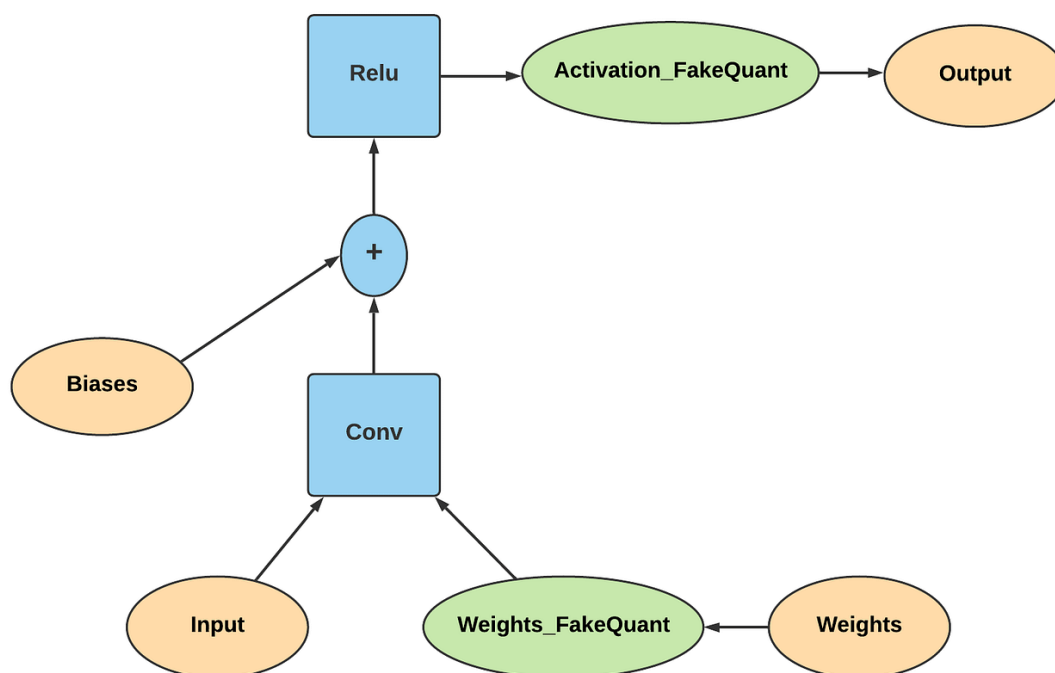 Relu
Activation_FakeQuant
Output
+
Biases
Conv
Input
Weights_FakeQuant
Weights